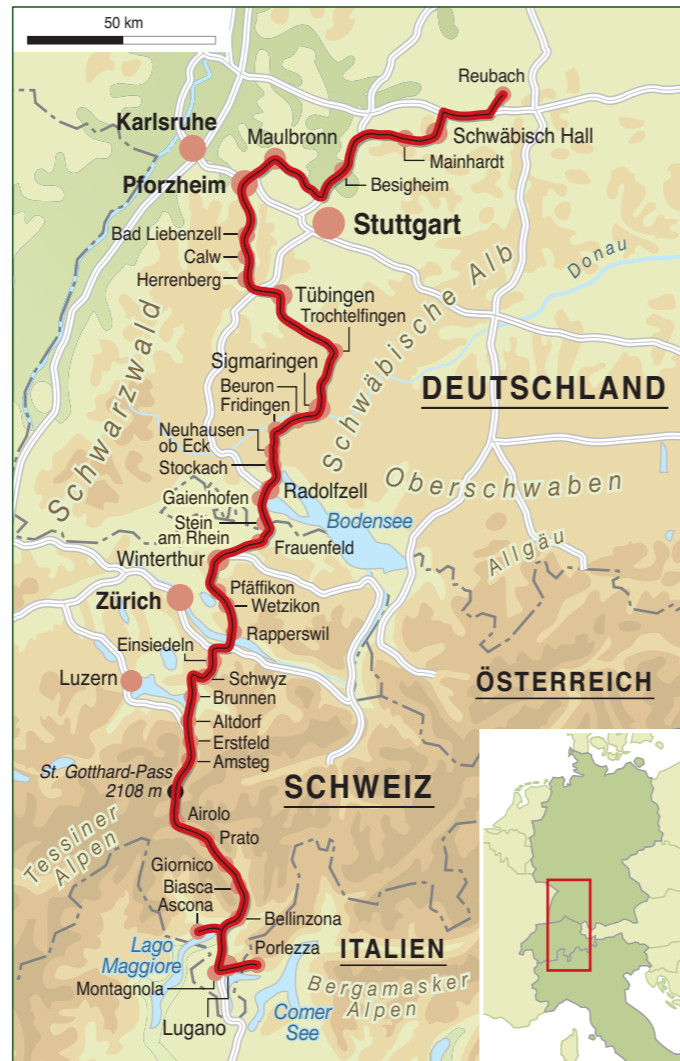 50 km
Reubach
Karlsruhe
Maulbronn
Schwäbisch Hall
Mainhardt
Pforzheim
Besigheim
Stuttgart
Bad Liebenzell
Calw
Herrenberg
Donau
Tübingen
Trochtelfingen
Schwäbische Alb
Schwarzwald
Sigmaringen
Beuron
Fridingen
DEUTSCHLAND
Neuhausen
ob Eck
Stockach
Gaienhofen
Radolfzell
Oberschwaben
Stein
am Rhein
Bodensee
Winterthur
Frauenfeld
Allgäu
Pfäffikon
Zürich
Wetzikon
Rapperswil
Einsiedeln
Luzern
Schwyz
ÖSTERREICH
Brunnen
Altdorf
Erstfeld
Amsteg
St. Gotthard-Pass
2108 m
SCHWEIZ
Airolo
Tessiner
Alpen
Prato
Giornico
Biasca
Ascona
Bellinzona
Lago
Maggiore
Porlezza
ITALIEN
Montagnola
Bergamasker
Alpen
Lugano
Comer
See